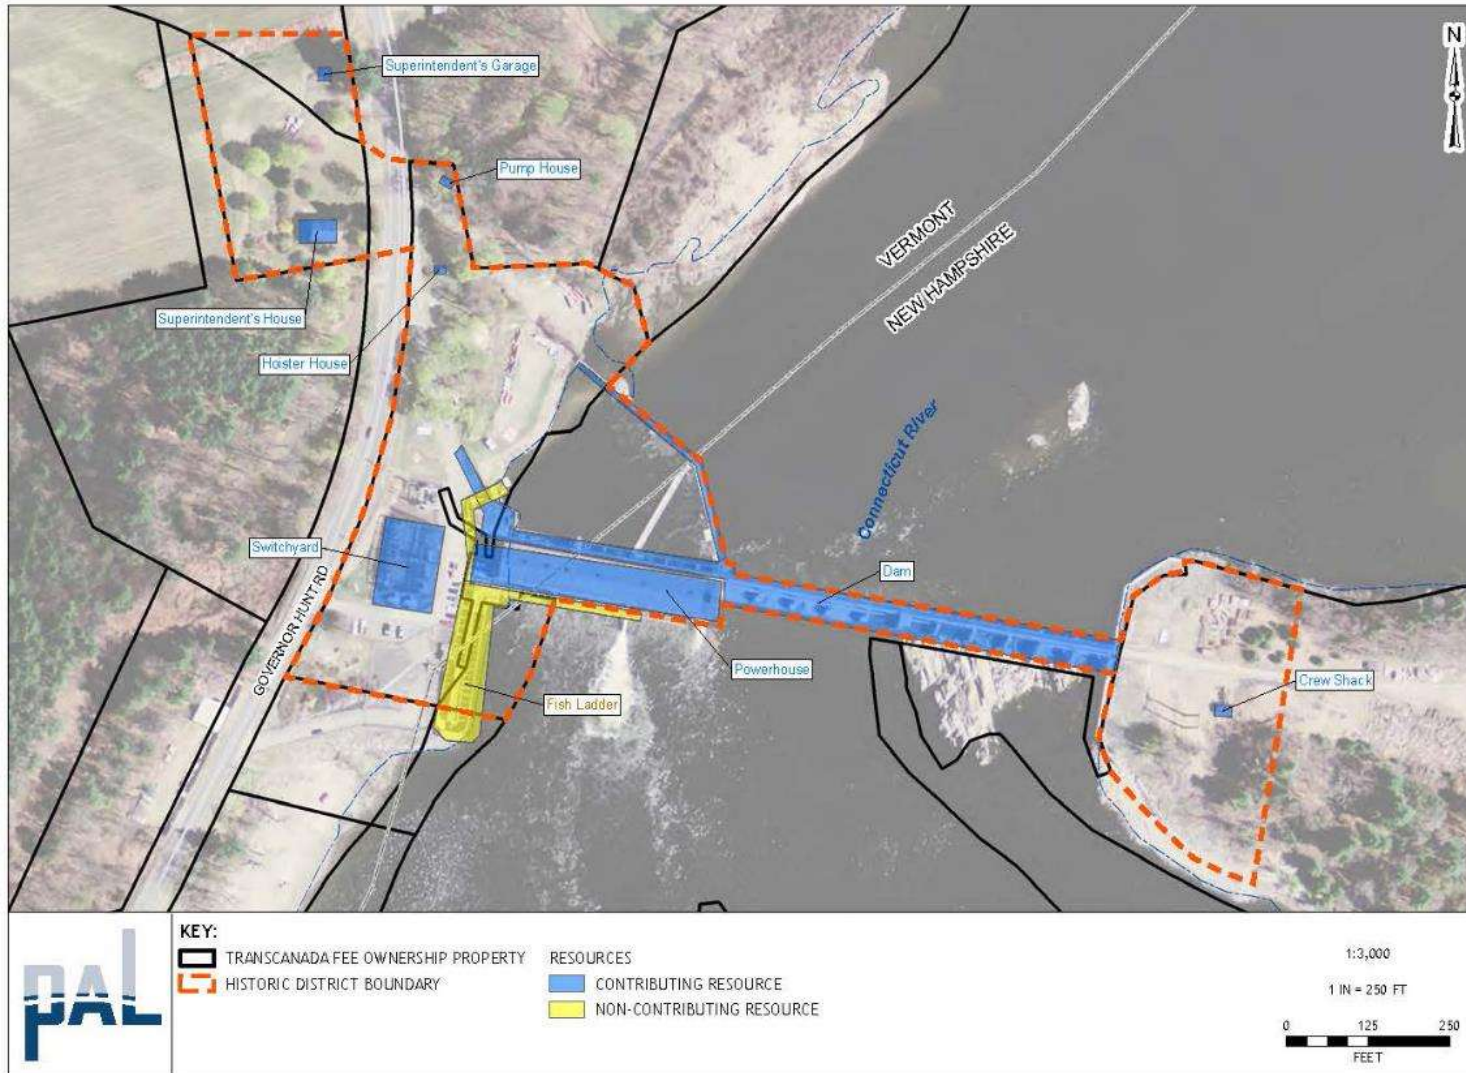 N
Superintendent's Garage
Pump House
VERMONT
NEW HAMPSHIRE
Superintendent's House
Hoister House
Connecticut River
Switchyard
Dam
GOVERNOR HUNT RD
Powerhouse
Crew Shack
Fish Ladder
KEY:
TRANSCANADA FEE OWNERSHIP PROPERTY
HISTORIC DISTRICT BOUNDARY
RESOURCES
CONTRIBUTING RESOURCE
NON-CONTRIBUTING RESOURCE
PAL
1:3,000
1 IN = 250 FT
0 125 250
FEET